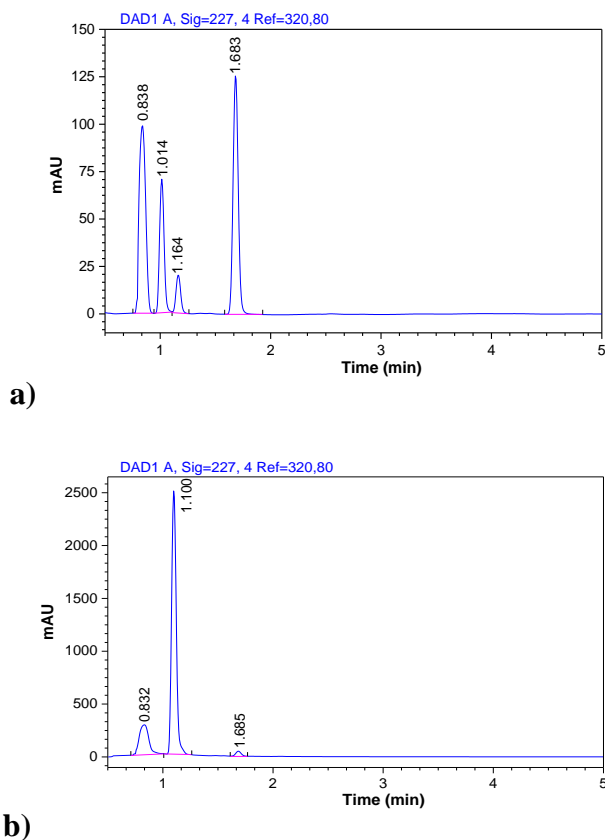 DAD1 A, Sig=227, 4 Ref=320,80
150
125
100
75
50
25
0
mAU
0.838
1.014
1.164
1.683
1 2 3 4 5
Time (min)
a)
DAD1 A, Sig=227, 4 Ref=320,80
2500
2000
1500
1000
500
0
mAU
0.832
1.100
1.685
1 2 3 4 5
Time (min)
b)